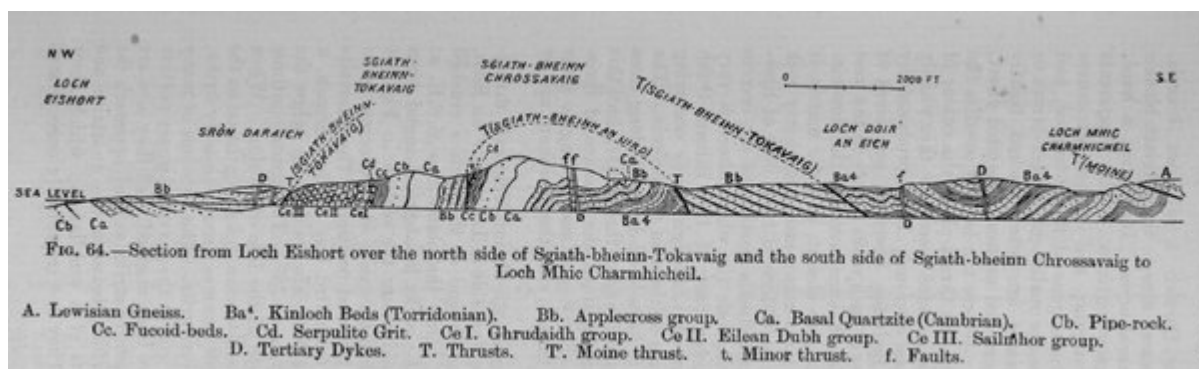 N W
LOCH
EISHORT
SRÒN DARAICH
T(SGIATH-BHEINN-
TOKAVAIG)
SGIATH-
BHEINN-
TOKAVAIG
SGIATH-BHEINN
CHROSSAVAIG
T(SGIATH-BHEINN AN UIRD)
T(SGIATH-BHEINN-TOKAVAIG)
0 2000 FT
LOCH DOIR
AN EICH
S.E
LOCH MHIC
CHARMHICHEIL
T'(MOINE)
SEA LEVEL
Cb Ca Bb D Ce III Ce II Ce I Cd Cc Cb Ca Bb Cc Cb Ca ff D Ca Bb Ba4 T Bb Ba4 f D D Ba4 A
FIG. 64.—Section from Loch Eishort over the north side of Sgiath-bheinn-Tokavaig and the south side of Sgiath-bheinn Chrossavaig to
Loch Mhic Charmhicheil.
A. Lewisian Gneiss. Ba⁴. Kinloch Beds (Torridonian). Bb. Applecross group. Ca. Basal Quartzite (Cambrian). Cb. Pipe-rock.
Cc. Fucoid-beds. Cd. Serpulite Grit. Ce I. Ghrudaidh group. Ce II. Eilean Dubh group. Ce III. Sailmhor group.
D. Tertiary Dykes. T. Thrusts. T'. Moine thrust. t. Minor thrust. f. Faults.